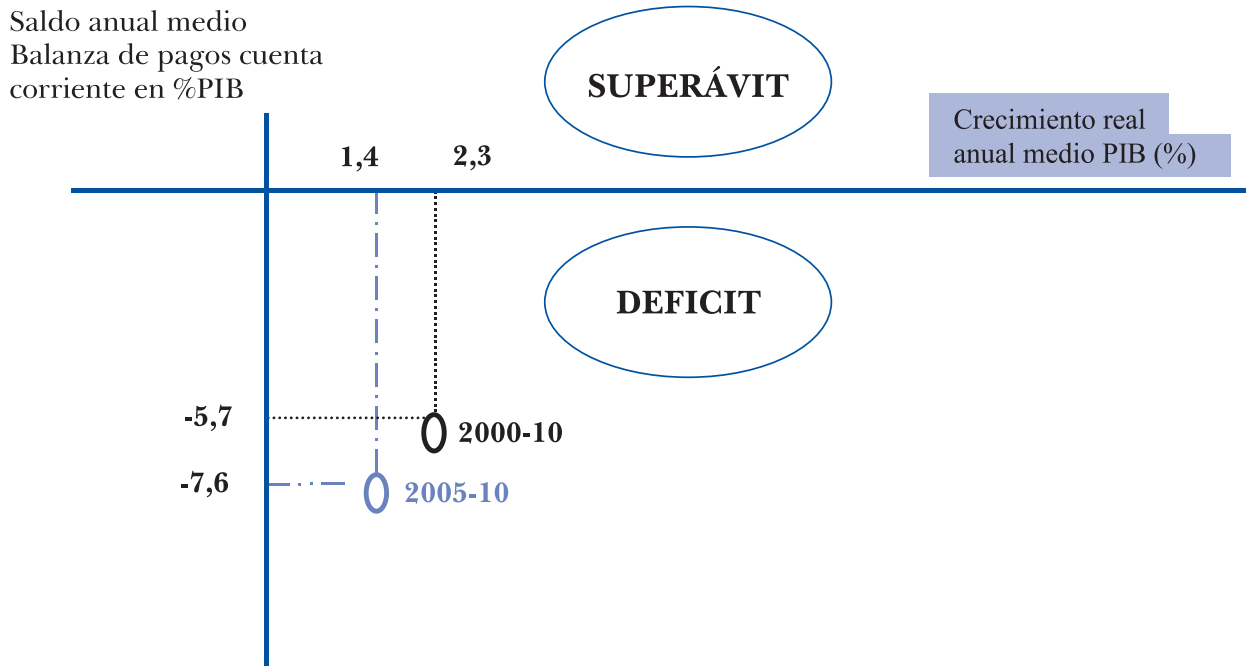 Saldo anual medio
Balanza de pagos cuenta
corriente en %PIB
SUPERÁVIT
Crecimiento real
anual medio PIB (%)
1,4
2,3
DEFICIT
-5,7
2000-10
-7,6
2005-10